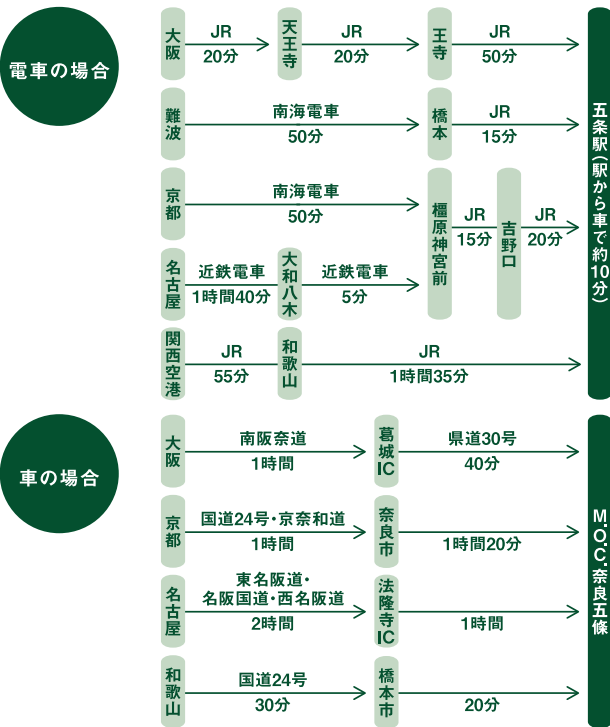 電車の場合
大阪
JR
20分
天王寺
JR
20分
王寺
JR
50分
難波
南海電車
50分
橋本
JR
15分
京都
南海電車
50分
橿原神宮前
JR
15分
吉野口
JR
20分
名古屋
近鉄電車
1時間40分
大和八木
近鉄電車
5分
関西空港
JR
55分
和歌山
JR
1時間35分
五条駅(駅から車で約10分)
車の場合
大阪
南阪奈道
1時間
葛城IC
県道30号
40分
京都
国道24号・京奈和道
1時間
奈良市
1時間20分
名古屋
東名阪道・
名阪国道・西名阪道
2時間
法隆寺IC
1時間
和歌山
国道24号
30分
橋本市
20分
M.O.C.奈良五條